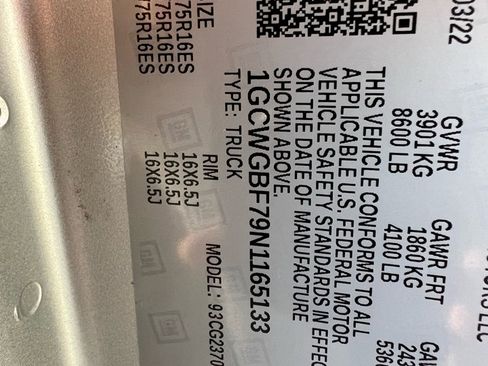 03/22
GVWR
GAWR FRT
3901 KG
1860 KG
8600 LB
4100 LB
THIS VEHICLE CONFORMS TO ALL
APPLICABLE U.S. FEDERAL MOTOR
VEHICLE SAFETY STANDARDS IN EFFEC
ON THE DATE OF MANUFACTURE
SHOWN ABOVE.
1GCWGBF79N1165133
TYPE: TRUCK
MODEL: 93CG2370
IZE
RIM
75R16ES
16X6.5J
75R16ES
16X6.5J
75R16ES
16X6.5J
GM